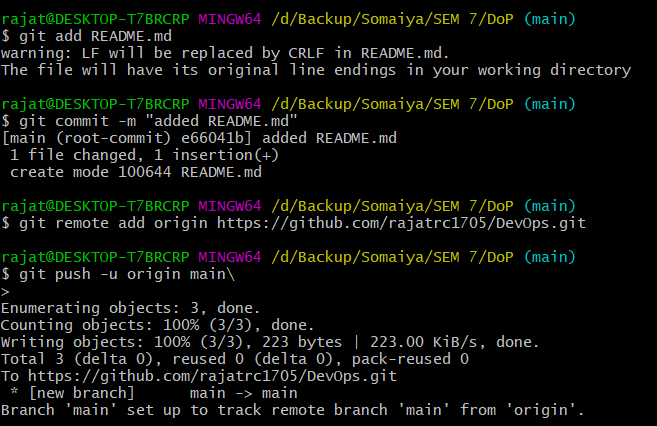 rajat@DESKTOP-T7BRCRP MINGW64 /d/Backup/Somaiya/SEM 7/DoP (main)
$ git add README.md
warning: LF will be replaced by CRLF in README.md.
The file will have its original line endings in your working directory
rajat@DESKTOP-T7BRCRP MINGW64 /d/Backup/Somaiya/SEM 7/DoP (main)
$ git commit -m "added README.md"
[main (root-commit) e66041b] added README.md
 1 file changed, 1 insertion(+)
 create mode 100644 README.md
rajat@DESKTOP-T7BRCRP MINGW64 /d/Backup/Somaiya/SEM 7/DoP (main)
$ git remote add origin https://github.com/rajatrc1705/DevOps.git
rajat@DESKTOP-T7BRCRP MINGW64 /d/Backup/Somaiya/SEM 7/DoP (main)
$ git push -u origin main\
>
Enumerating objects: 3, done.
Counting objects: 100% (3/3), done.
Writing objects: 100% (3/3), 223 bytes | 223.00 KiB/s, done.
Total 3 (delta 0), reused 0 (delta 0), pack-reused 0
To https://github.com/rajatrc1705/DevOps.git
 * [new branch]      main -> main
Branch 'main' set up to track remote branch 'main' from 'origin'.